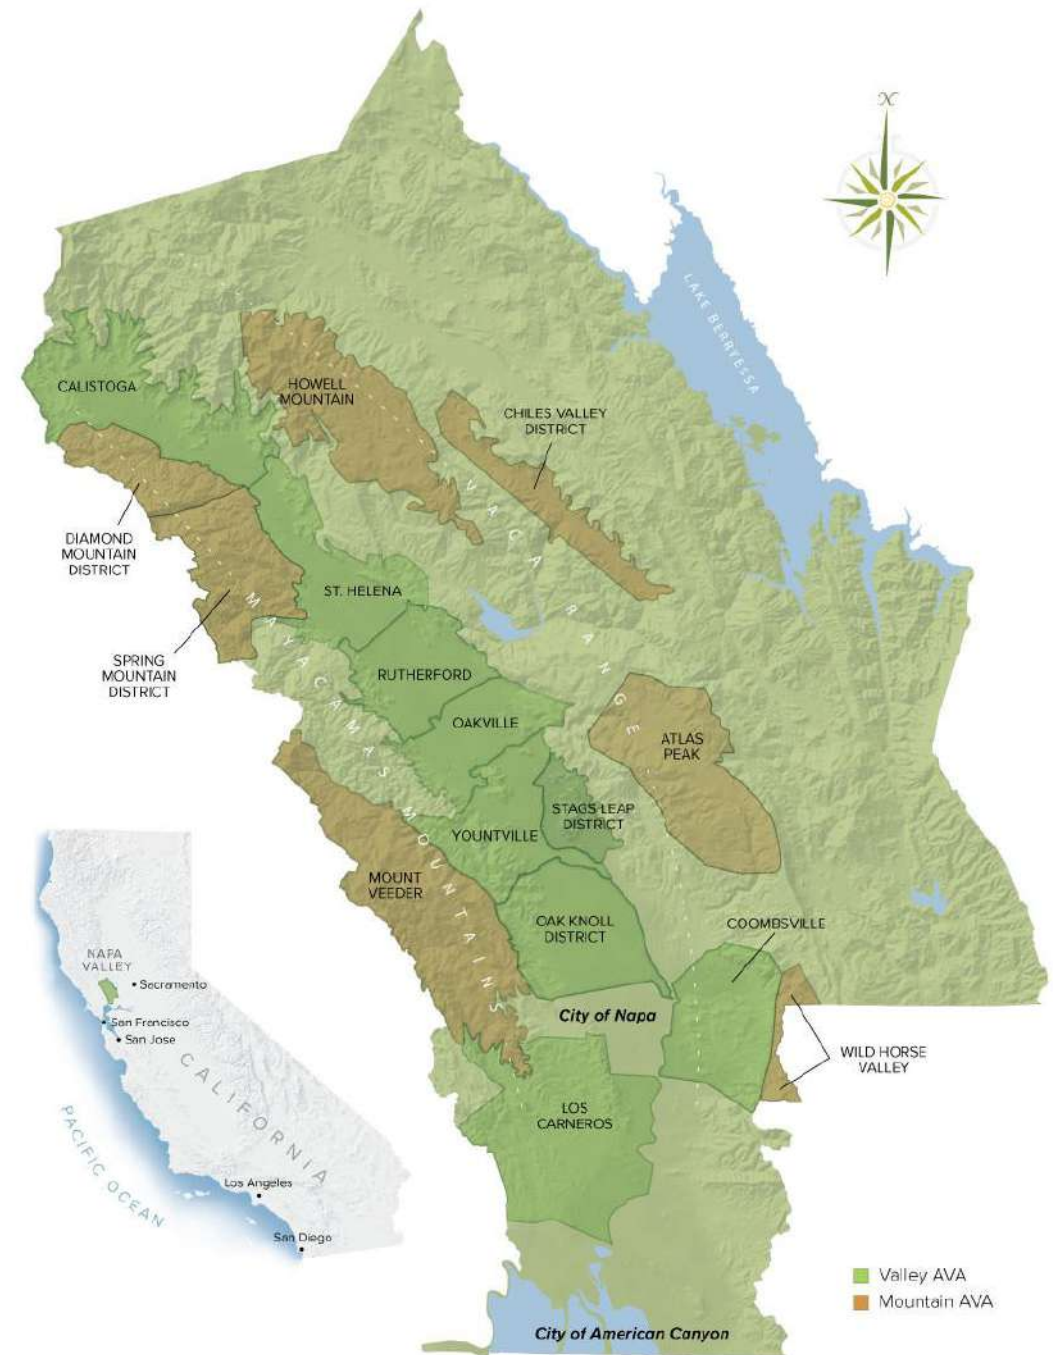 N
LAKE BERRYESSA
CALISTOGA
HOWELL
MOUNTAIN
CHILES VALLEY
DISTRICT
DIAMOND
MOUNTAIN
DISTRICT
VACA RANGE
ST. HELENA
MAYACAMAS MOUNTAINS
SPRING
MOUNTAIN
DISTRICT
RUTHERFORD
OAKVILLE
ATLAS
PEAK
STAGS LEAP
DISTRICT
YOUNTVILLE
MOUNT
VEEDER
OAK KNOLL
DISTRICT
COOMBSVILLE
City of Napa
WILD HORSE
VALLEY
LOS
CARNEROS
NAPA
VALLEY
Sacramento
San Francisco
San Jose
CALIFORNIA
PACIFIC OCEAN
Los Angeles
San Diego
Valley AVA
Mountain AVA
City of American Canyon